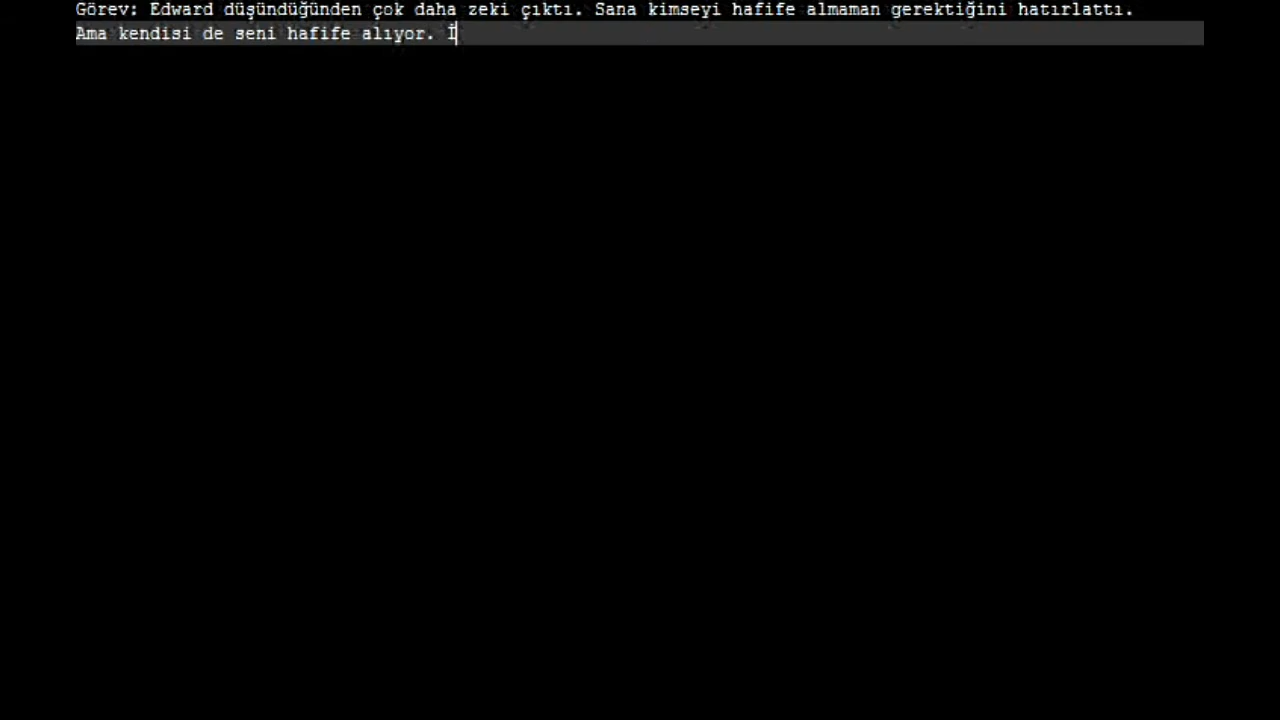 Görev: Edward düşündüğünden çok daha zeki çıktı. Sana kimseyi hafife almaman gerektiğini hatırlattı.
Ama kendisi de seni hafife alıyor. İ